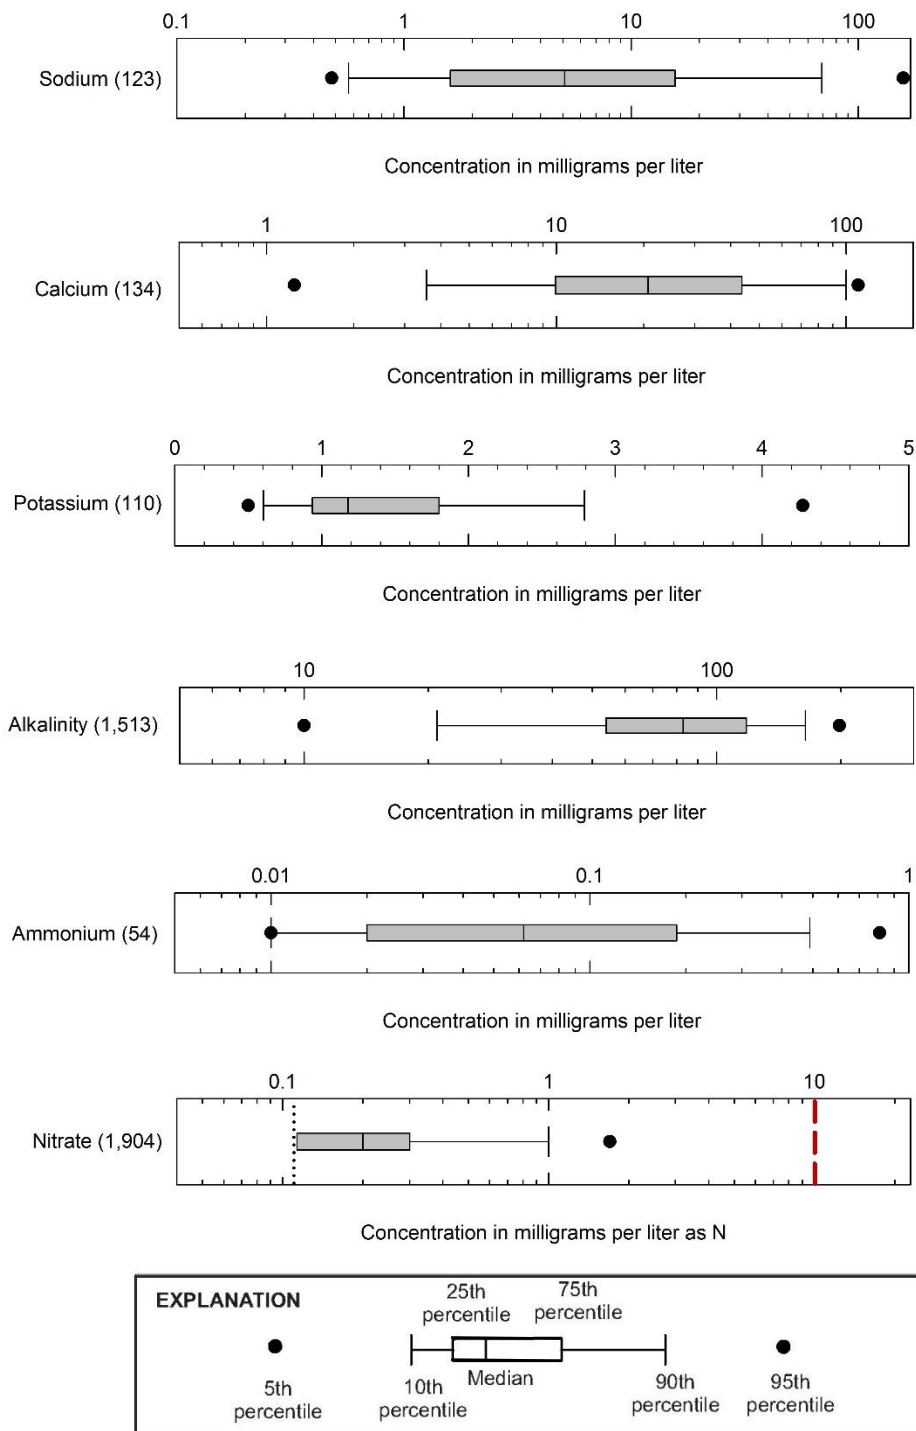 0.1 1 10 100
Sodium (123)
Concentration in milligrams per liter
1 10 100
Calcium (134)
Concentration in milligrams per liter
0 1 2 3 4 5
Potassium (110)
Concentration in milligrams per liter
10 100
Alkalinity (1,513)
Concentration in milligrams per liter
0.01 0.1 1
Ammonium (54)
Concentration in milligrams per liter
0.1 1 10
Nitrate (1,904)
Concentration in milligrams per liter as N
EXPLANATION
25th
percentile
75th
percentile
Median
5th
percentile
10th
percentile
90th
percentile
95th
percentile